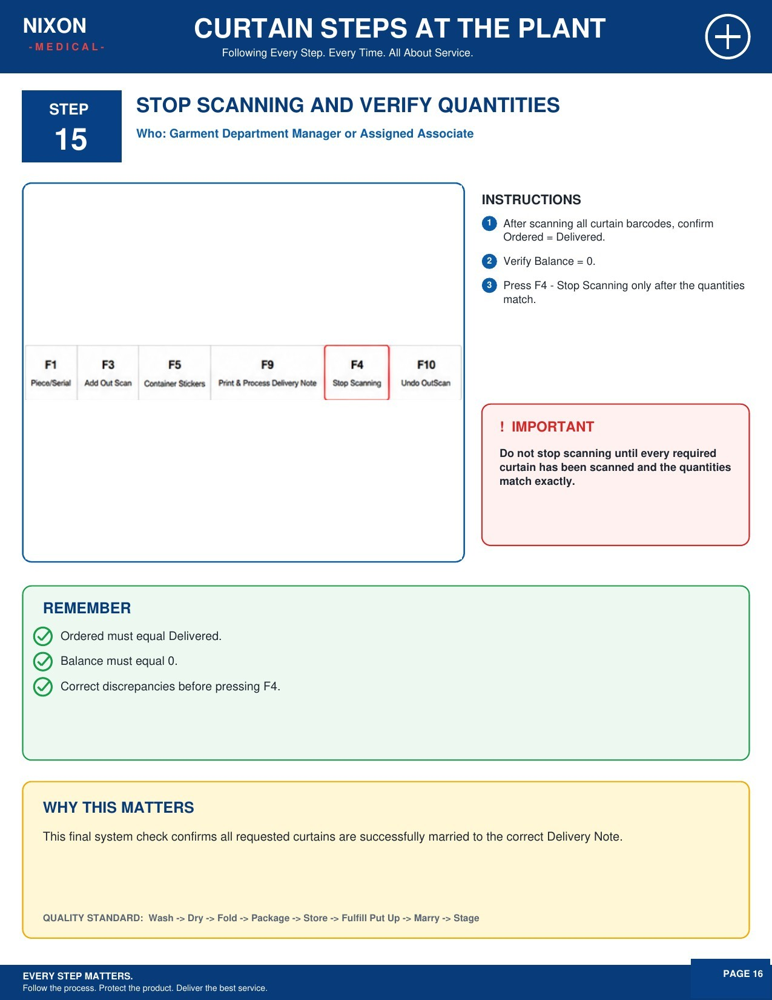 NIXON
-MEDICAL-
CURTAIN STEPS AT THE PLANT
Following Every Step. Every Time. All About Service.
STEP
15
STOP SCANNING AND VERIFY QUANTITIES
Who: Garment Department Manager or Assigned Associate
F1
Piece/Serial
F3
Add Out Scan
F5
Container Stickers
F9
Print & Process Delivery Note
F4
Stop Scanning
F10
Undo OutScan
INSTRUCTIONS
1 After scanning all curtain barcodes, confirm
Ordered = Delivered.
2 Verify Balance = 0.
3 Press F4 - Stop Scanning only after the quantities
match.
! IMPORTANT
Do not stop scanning until every required
curtain has been scanned and the quantities
match exactly.
REMEMBER
Ordered must equal Delivered.
Balance must equal 0.
Correct discrepancies before pressing F4.
WHY THIS MATTERS
This final system check confirms all requested curtains are successfully married to the correct Delivery Note.
QUALITY STANDARD: Wash -> Dry -> Fold -> Package -> Store -> Fulfill Put Up -> Marry -> Stage
EVERY STEP MATTERS.
Follow the process. Protect the product. Deliver the best service.
PAGE 16